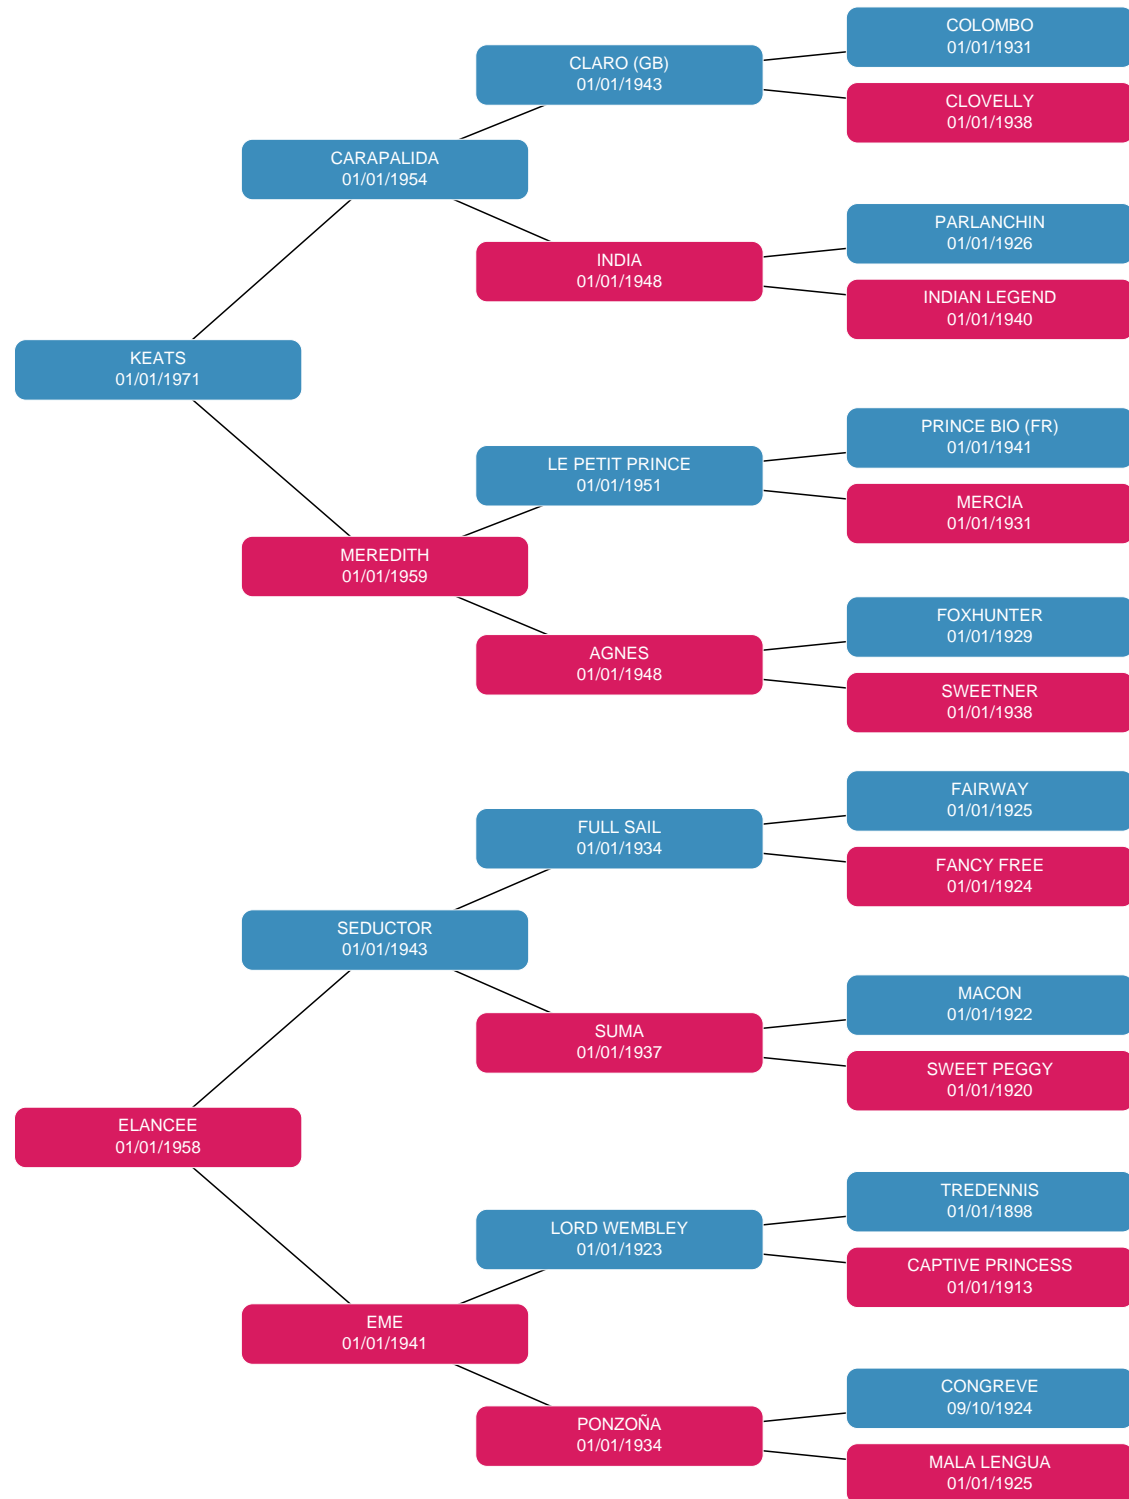 COLOMBO
01/01/1931
CLARO (GB)
01/01/1943
CLOVELLY
01/01/1938
CARAPALIDA
01/01/1954
PARLANCHIN
01/01/1926
INDIA
01/01/1948
INDIAN LEGEND
01/01/1940
KEATS
01/01/1971
PRINCE BIO (FR)
01/01/1941
LE PETIT PRINCE
01/01/1951
MERCIA
01/01/1931
MEREDITH
01/01/1959
FOXHUNTER
01/01/1929
AGNES
01/01/1948
SWEETNER
01/01/1938
FAIRWAY
01/01/1925
FULL SAIL
01/01/1934
FANCY FREE
01/01/1924
SEDUCTOR
01/01/1943
MACON
01/01/1922
SUMA
01/01/1937
SWEET PEGGY
01/01/1920
ELANCEE
01/01/1958
TREDENNIS
01/01/1898
LORD WEMBLEY
01/01/1923
CAPTIVE PRINCESS
01/01/1913
EME
01/01/1941
CONGREVE
09/10/1924
PONZOÑA
01/01/1934
MALA LENGUA
01/01/1925